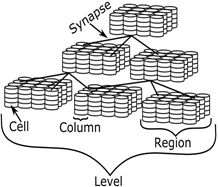 Synapse
Cell
Column
Region
Level